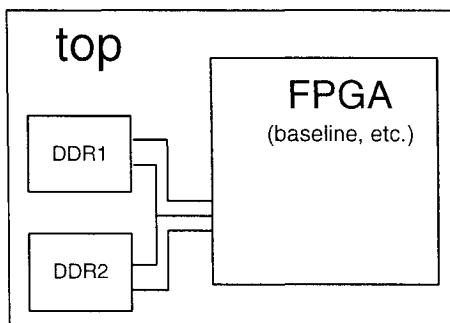 top
FPGA
(baseline, etc.)
DDR1
DDR2